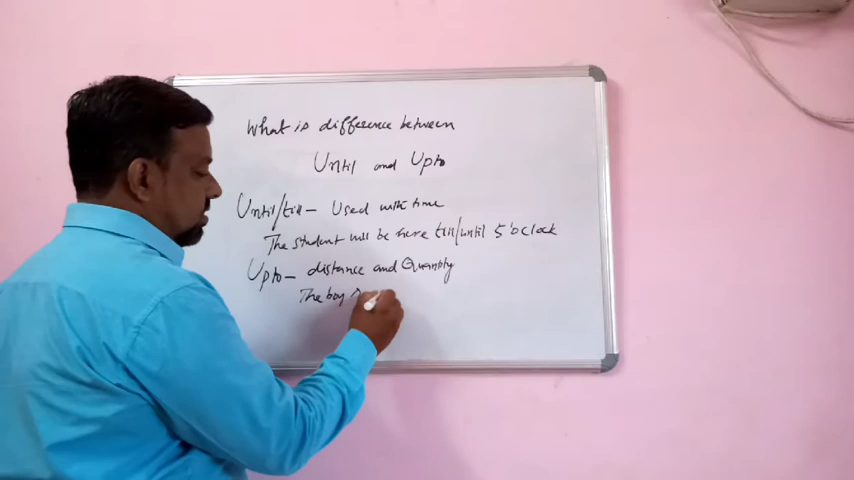 What is difference between
Until and Upto
Until/till - Used with time
The student will be here till/until 5'oclock
Upto - distance and Quantity
The boy